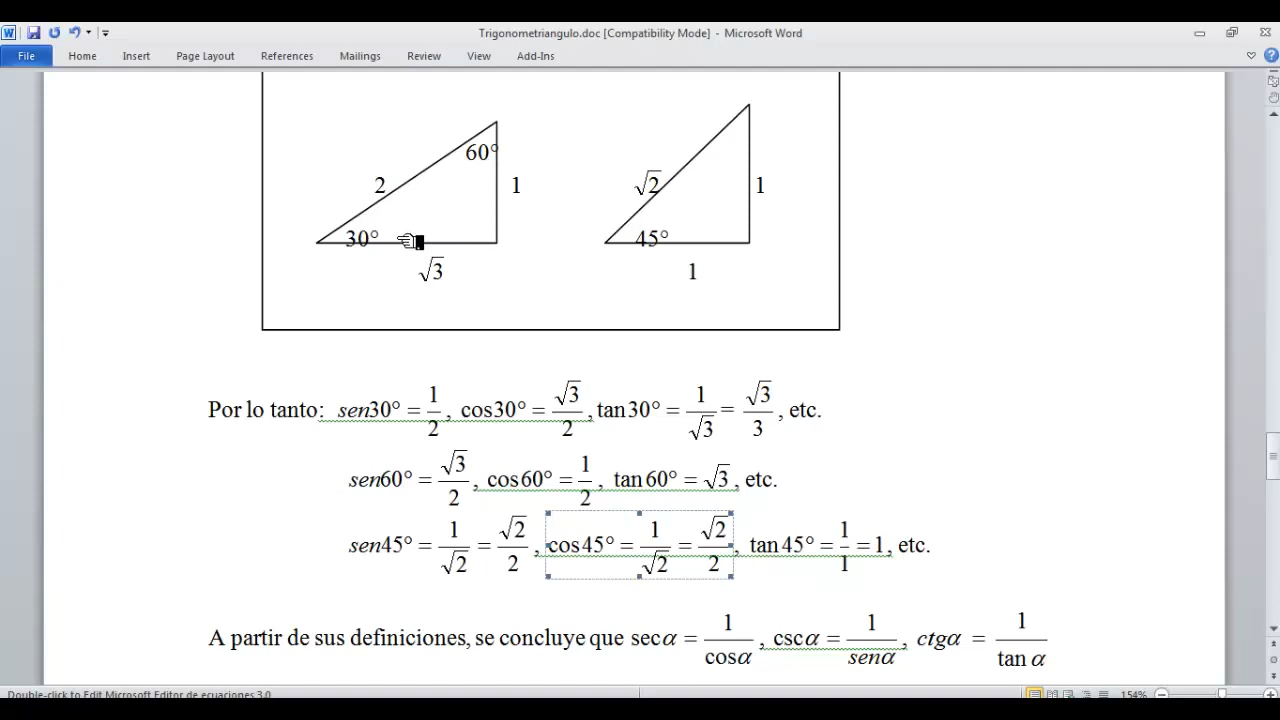 Trigonometriangulo.doc [Compatibility Mode] - Microsoft Word
File Home Insert Page Layout References Mailings Review View Add-Ins
60°
2 1
30°
√3
√2 1
45°
1
Por lo tanto: sen30° = 1/2, cos30° = √3/2, tan30° = 1/√3 = √3/3, etc.
sen60° = √3/2, cos60° = 1/2, tan60° = √3, etc.
sen45° = 1/√2 = √2/2, cos45° = 1/√2 = √2/2, tan45° = 1/1 = 1, etc.
A partir de sus definiciones, se concluye que secα = 1/cosα, cscα = 1/senα, ctgα = 1/tanα
Double-click to Edit Microsoft Editor de ecuaciones 3.0 154%